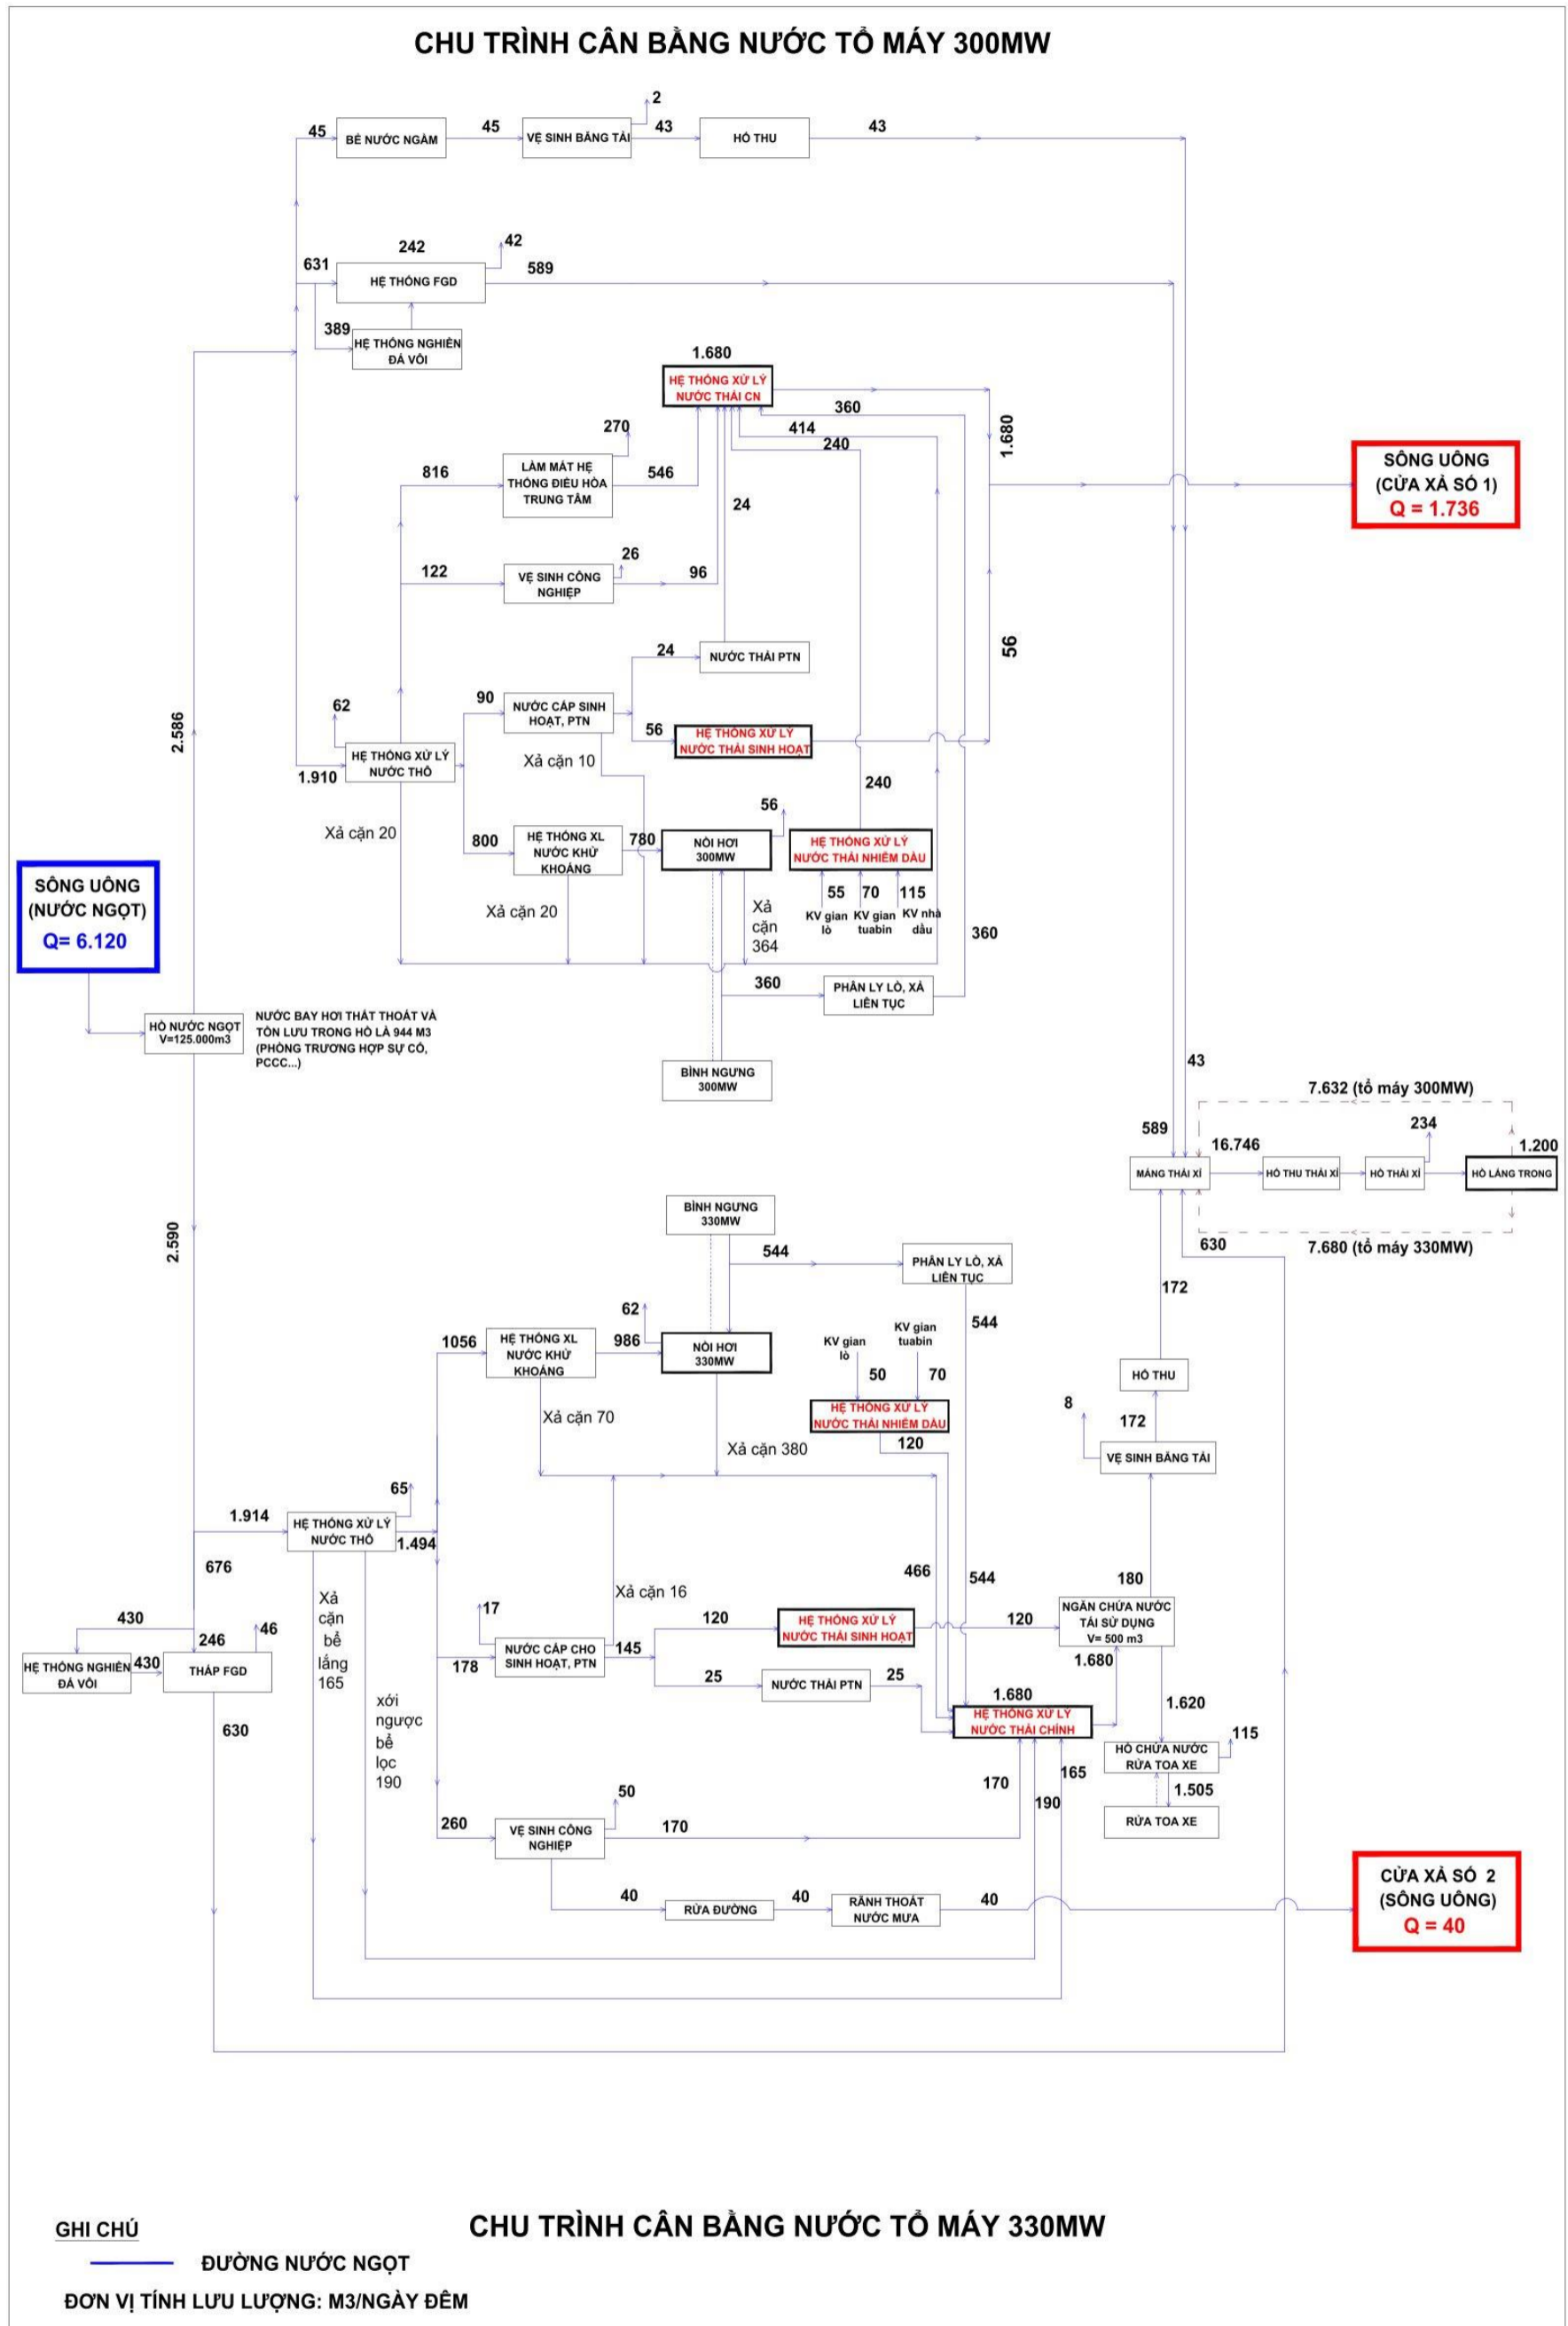 CHU TRÌNH CÂN BẰNG NƯỚC TỔ MÁY 300MW
2
45
BỂ NƯỚC NGẦM
45
VỆ SINH BĂNG TẢI
43
HỐ THU
43
242
42
631
HỆ THỐNG FGD
589
389
HỆ THỐNG NGHIỀN
ĐÁ VÔI
1.680
HỆ THỐNG XỬ LÝ
NƯỚC THẢI CN
360
414
240
1.680
270
816
LÀM MÁT HỆ
THỐNG ĐIỀU HÒA
TRUNG TÂM
546
24
SÔNG UÔNG
(CỬA XẢ SỐ 1)
Q = 1.736
26
122
VỆ SINH CÔNG
NGHIỆP
96
24
NƯỚC THẢI PTN
56
62
90
NƯỚC CẤP SINH
HOẠT, PTN
56
HỆ THỐNG XỬ LÝ
NƯỚC THẢI SINH HOẠT
2.586
1.910
HỆ THỐNG XỬ LÝ
NƯỚC THÔ
Xả cặn 10
240
Xả cặn 20
800
HỆ THỐNG XL
NƯỚC KHỬ
KHOÁNG
780
NỒI HƠI
300MW
56
HỆ THỐNG XỬ LÝ
NƯỚC THẢI NHIỄM DẦU
55
70
115
KV gian
lò
KV gian
tuabin
KV nhà
dầu
Xả cặn 20
Xả
cặn
364
360
SÔNG UÔNG
(NƯỚC NGỌT)
Q= 6.120
360
PHÂN LY LÒ, XẢ
LIÊN TỤC
HỒ NƯỚC NGỌT
V=125.000m3
NƯỚC BAY HƠI THẤT THOÁT VÀ
TỒN LƯU TRONG HỒ LÀ 944 M3
(PHÒNG TRƯƠNG HỢP SỰ CỐ,
PCCC...)
BÌNH NGƯNG
300MW
43
7.632 (tổ máy 300MW)
589
16.746
234
1.200
MÁNG THẢI XỈ
HỐ THU THẢI XỈ
HỒ THẢI XỈ
HỒ LẮNG TRONG
630
7.680 (tổ máy 330MW)
2.590
BÌNH NGƯNG
330MW
544
PHÂN LY LÒ, XẢ
LIÊN TỤC
172
62
1056
HỆ THỐNG XL
NƯỚC KHỬ
KHOÁNG
986
NỒI HƠI
330MW
KV gian
lò
KV gian
tuabin
544
50
70
HỐ THU
HỆ THỐNG XỬ LÝ
NƯỚC THẢI NHIỄM DẦU
Xả cặn 70
Xả cặn 380
120
8
172
VỆ SINH BĂNG TẢI
65
1.914
HỆ THỐNG XỬ LÝ
NƯỚC THÔ
1.494
676
466
544
180
Xả
cặn
bể
lắng
165
Xả cặn 16
17
120
HỆ THỐNG XỬ LÝ
NƯỚC THẢI SINH HOẠT
120
NGĂN CHỨA NƯỚC
TÁI SỬ DỤNG
V= 500 m3
430
246
46
HỆ THỐNG NGHIỀN
ĐÁ VÔI
430
THÁP FGD
178
NƯỚC CẤP CHO
SINH HOẠT, PTN
145
25
NƯỚC THẢI PTN
25
1.680
1.680
HỆ THỐNG XỬ LÝ
NƯỚC THẢI CHÍNH
1.620
630
xới
ngược
bể
lọc
190
HỒ CHỨA NƯỚC
RỬA TOA XE
115
1.505
RỬA TOA XE
170
190
165
50
260
VỆ SINH CÔNG
NGHIỆP
170
40
RỬA ĐƯỜNG
40
RÃNH THOÁT
NƯỚC MƯA
40
CỬA XẢ SỐ 2
(SÔNG UÔNG)
Q = 40
GHI CHÚ
CHU TRÌNH CÂN BẰNG NƯỚC TỔ MÁY 330MW
ĐƯỜNG NƯỚC NGỌT
ĐƠN VỊ TÍNH LƯU LƯỢNG: M3/NGÀY ĐÊM